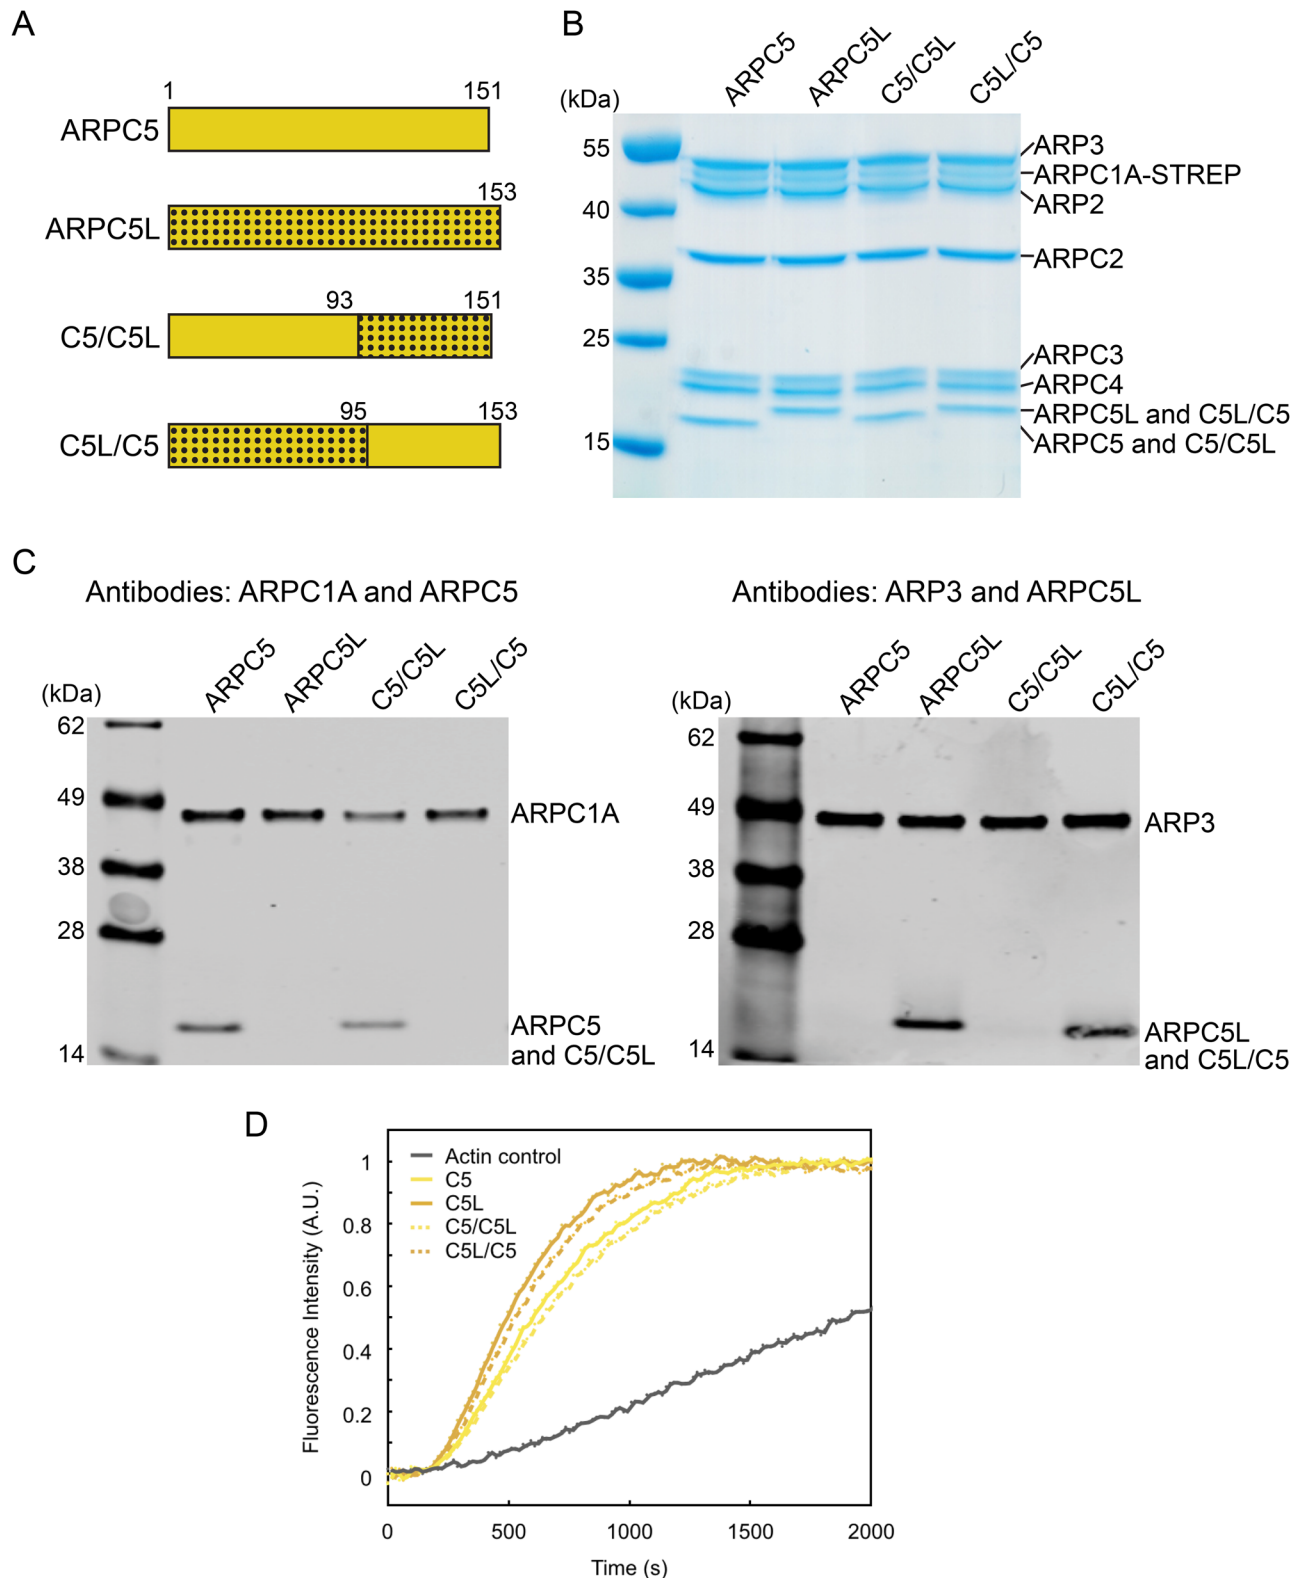 A
1 151
ARPC5
153
ARPC5L
93 151
C5/C5L
95 153
C5L/C5
B
ARPC5 ARPC5L C5/C5L C5L/C5
(kDa)
55
40
35
25
15
ARP3
ARPC1A-STREP
ARP2
ARPC2
ARPC3
ARPC4
ARPC5L and C5L/C5
ARPC5 and C5/C5L
C
Antibodies: ARPC1A and ARPC5
ARPC5 ARPC5L C5/C5L C5L/C5
(kDa)
62
49
38
28
14
ARPC1A
ARPC5
and C5/C5L
Antibodies: ARP3 and ARPC5L
ARPC5 ARPC5L C5/C5L C5L/C5
(kDa)
62
49
38
28
14
ARP3
ARPC5L
and C5L/C5
D
Fluorescence Intensity (A.U.)
1
0.8
0.6
0.4
0.2
0
Actin control
C5
C5L
C5/C5L
C5L/C5
0 500 1000 1500 2000
Time (s)